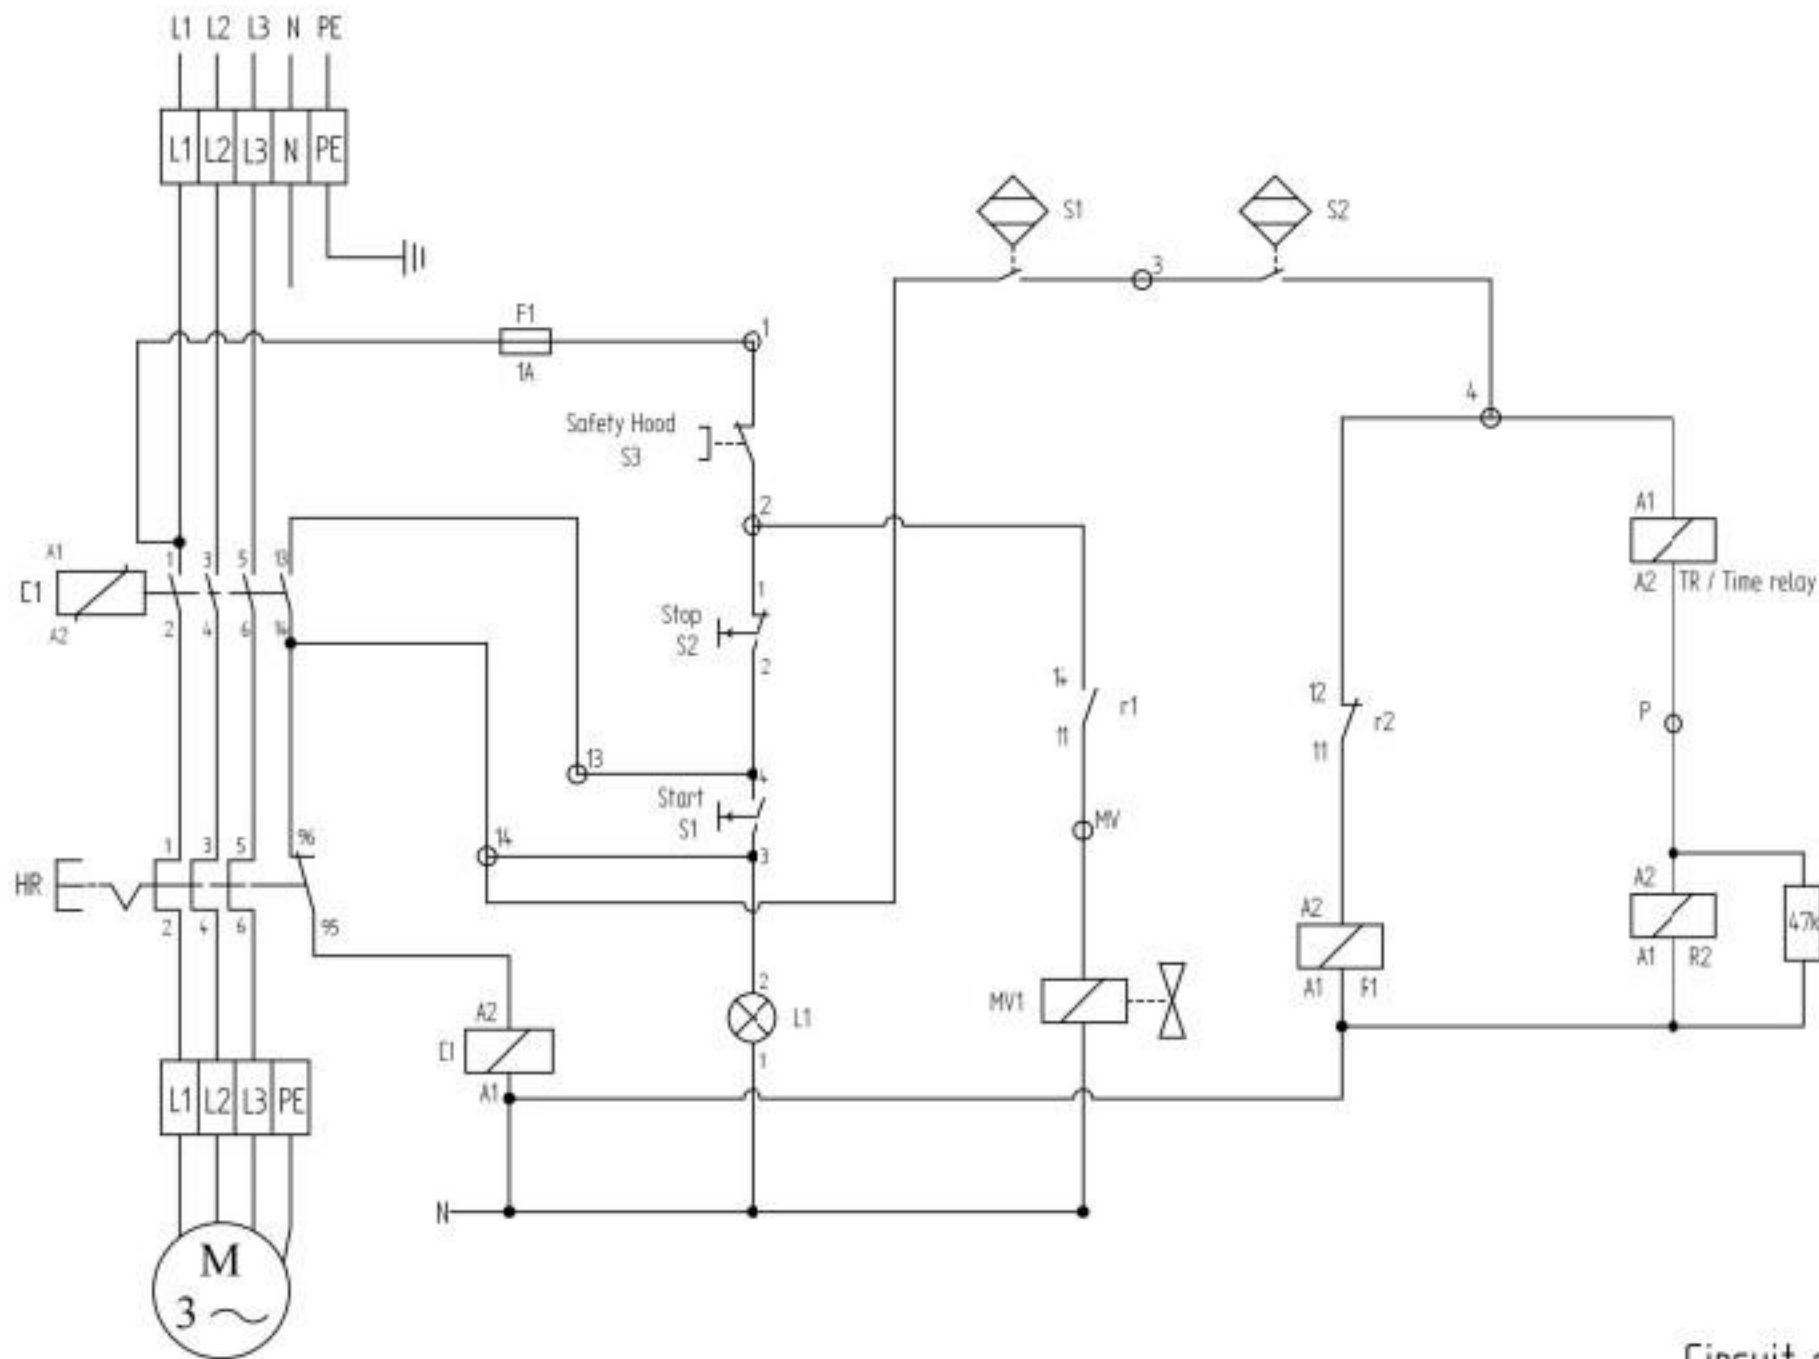 L1 L2 L3 N PE
L1 L2 L3 N PE
S1
S2
3
F1
1A
1
Safety Hood
S3
4
2
A1
A2
TR / Time relay
A1
C1
A2
1 3 5 13
2 4 6 14
1
Stop
S2
2
14
r1
11
12
r2
11
P
13
4
Start
S1
3
14
MV
HR
1 3 5 96
2 4 6 95
A2
A1 R2
47k
A2
A1
2
L1
1
MV1
A2
A1
L1 L2 L3 PE
N
M
3 ~